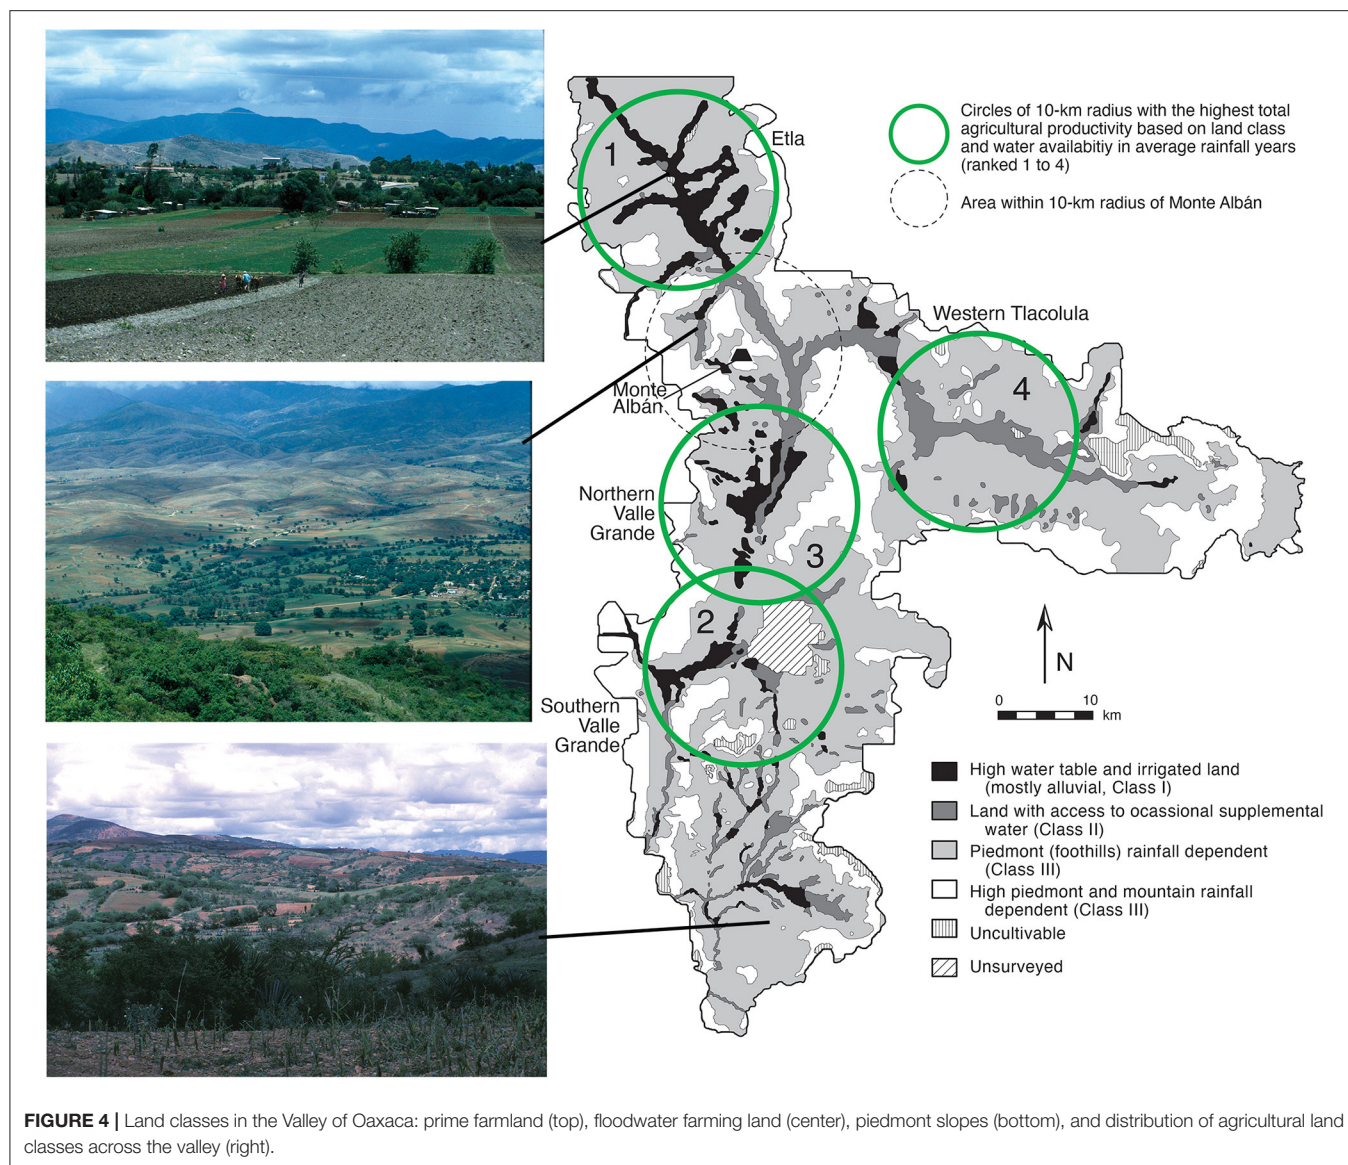 1
Etla
Circles of 10-km radius with the highest total
agricultural productivity based on land class
and water availabitiy in average rainfall years
(ranked 1 to 4)
Area within 10-km radius of Monte Albán
Western Tlacolula
4
Monte
Albán
Northern
Valle
Grande
3
2
Southern
Valle
Grande
N
0 10
km
High water table and irrigated land
(mostly alluvial, Class I)
Land with access to ocassional supplemental
water (Class II)
Piedmont (foothills) rainfall dependent
(Class III)
High piedmont and mountain rainfall
dependent (Class III)
Uncultivable
Unsurveyed
FIGURE 4 | Land classes in the Valley of Oaxaca: prime farmland (top), floodwater farming land (center), piedmont slopes (bottom), and distribution of agricultural land
classes across the valley (right).